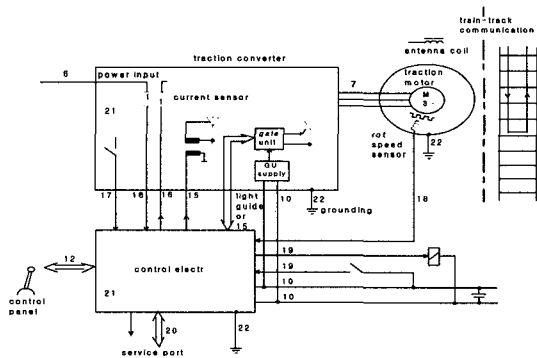 train-track
communication
antenna coil
traction converter
6
power input
7
traction
motor
M
3~
current sensor
21
gate
unit
GU
supply
rot
speed
sensor
22
17
18
16
15
light
guide
or
15
10
22
grounding
18
12
control electr
19
19
10
10
control
panel
21
20
22
service port